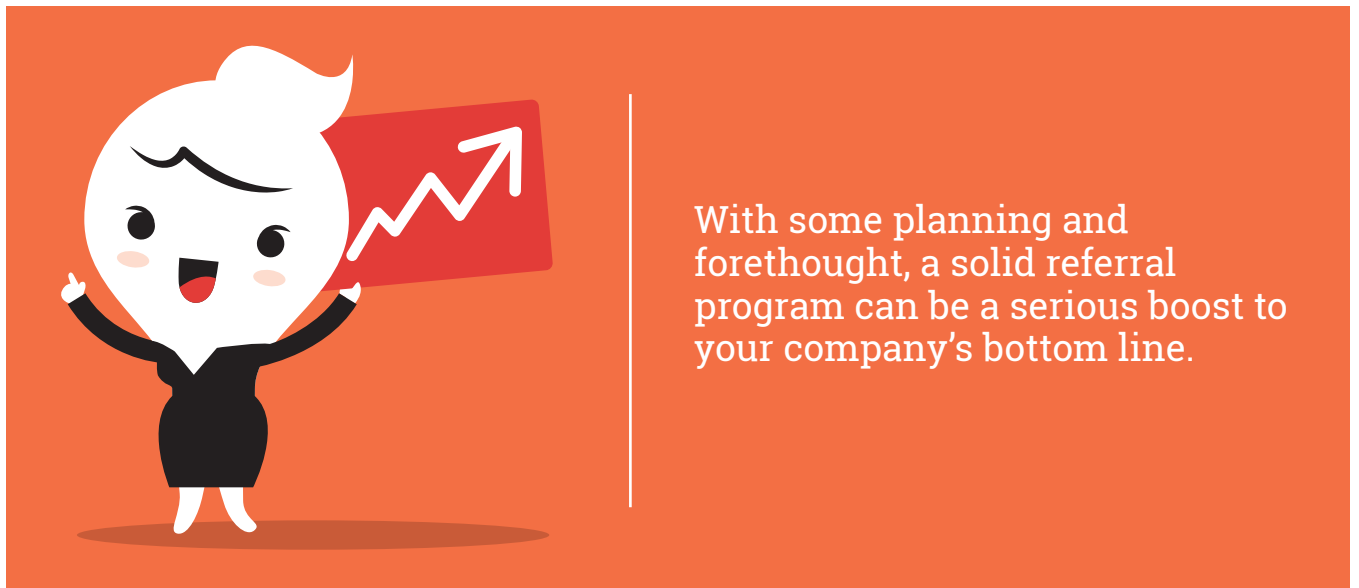 With some planning and
forethought, a solid referral
program can be a serious boost to
your company’s bottom line.